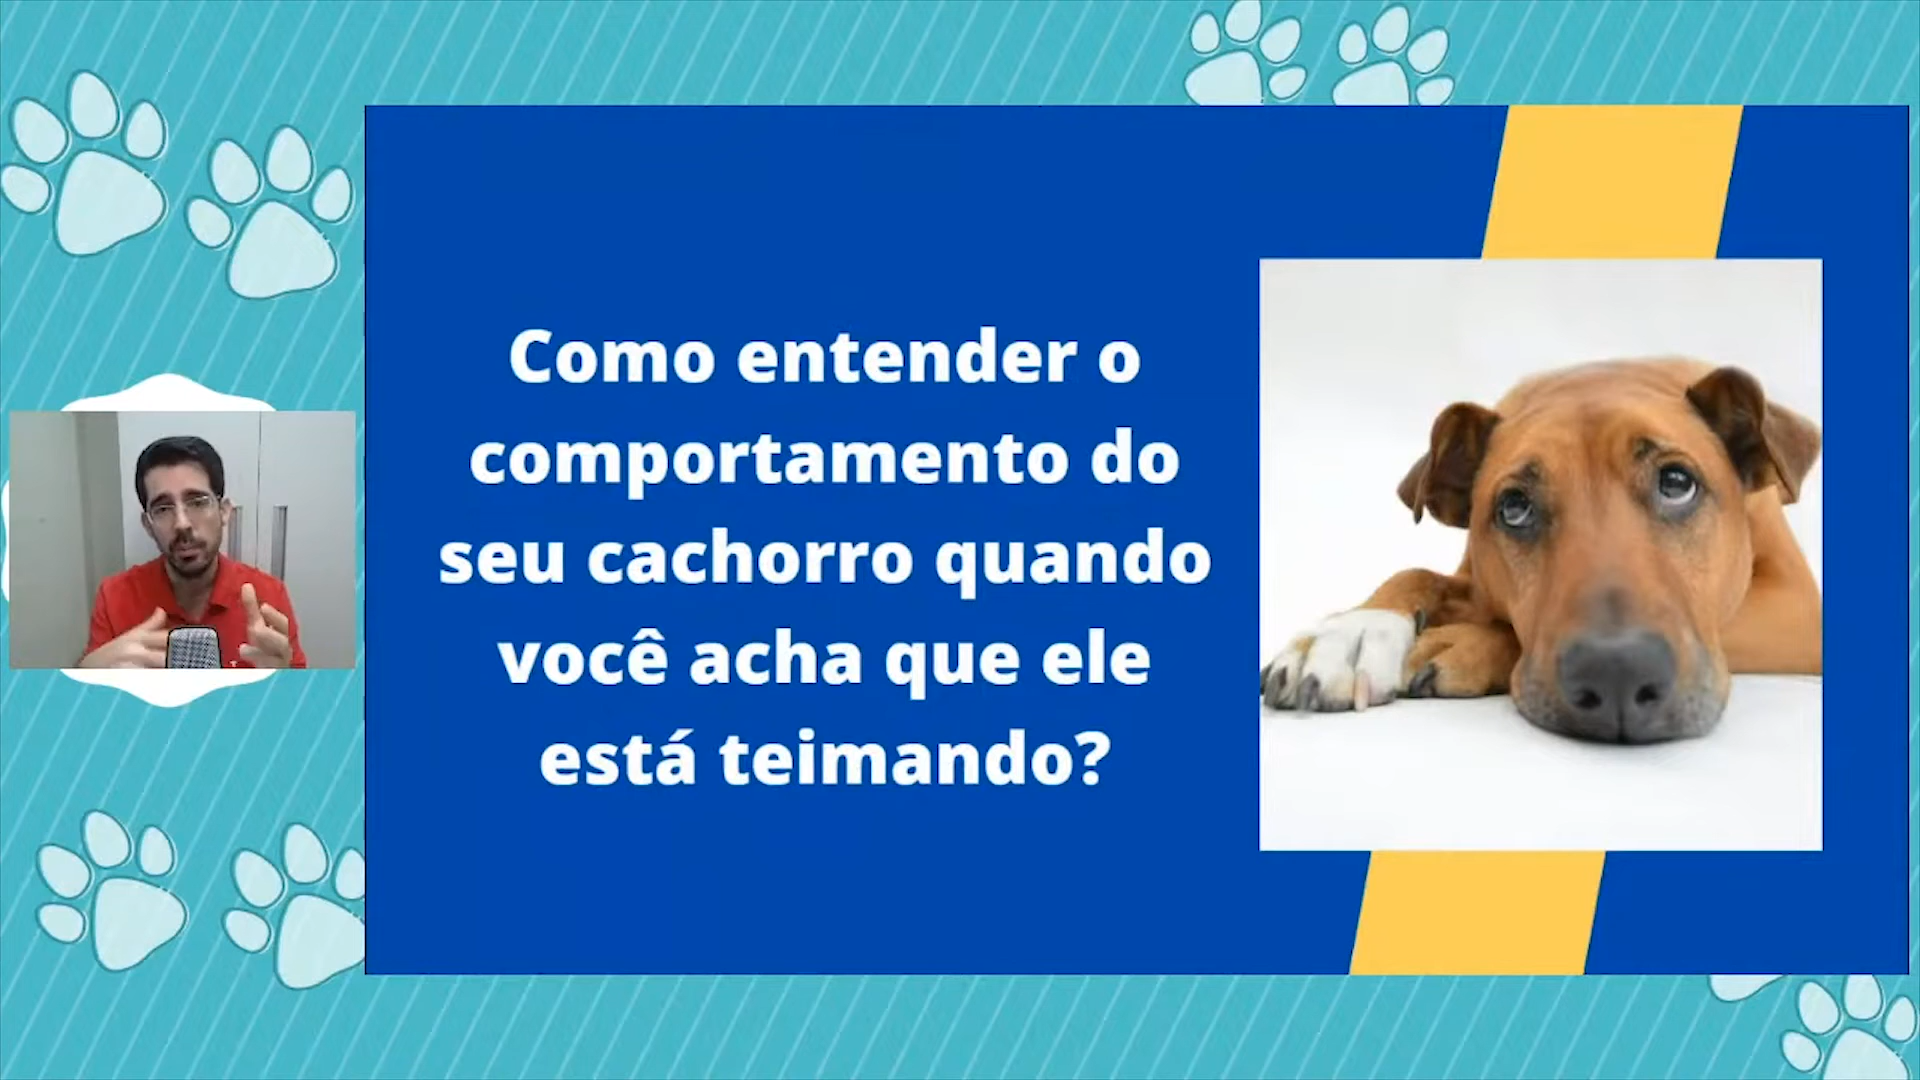 Como entender o
comportamento do
seu cachorro quando
você acha que ele
está teimando?